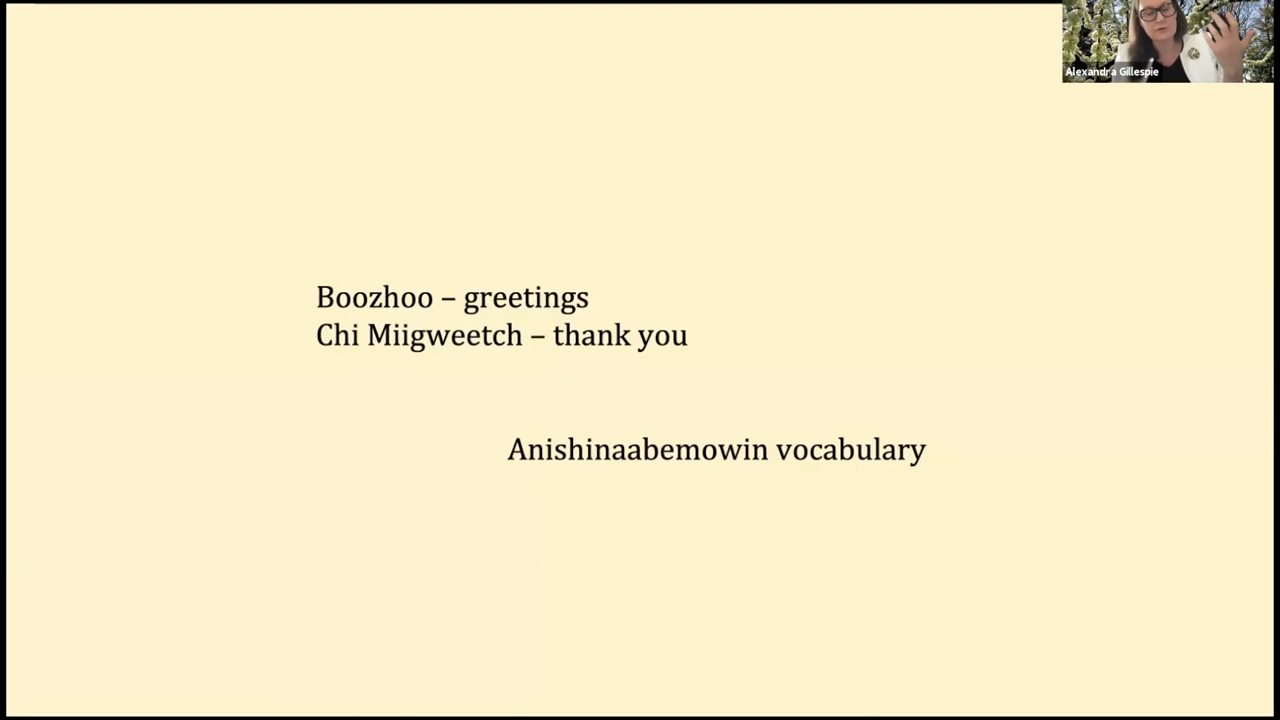 Alexandra Gillespie
Boozhoo – greetings
Chi Miigweetch – thank you
Anishinaabemowin vocabulary